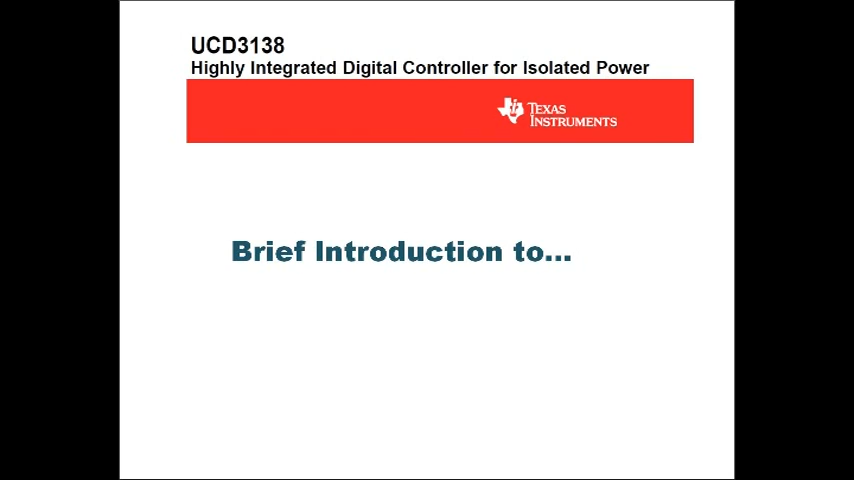 UCD3138
Highly Integrated Digital Controller for Isolated Power
TEXAS
INSTRUMENTS
Brief Introduction to...